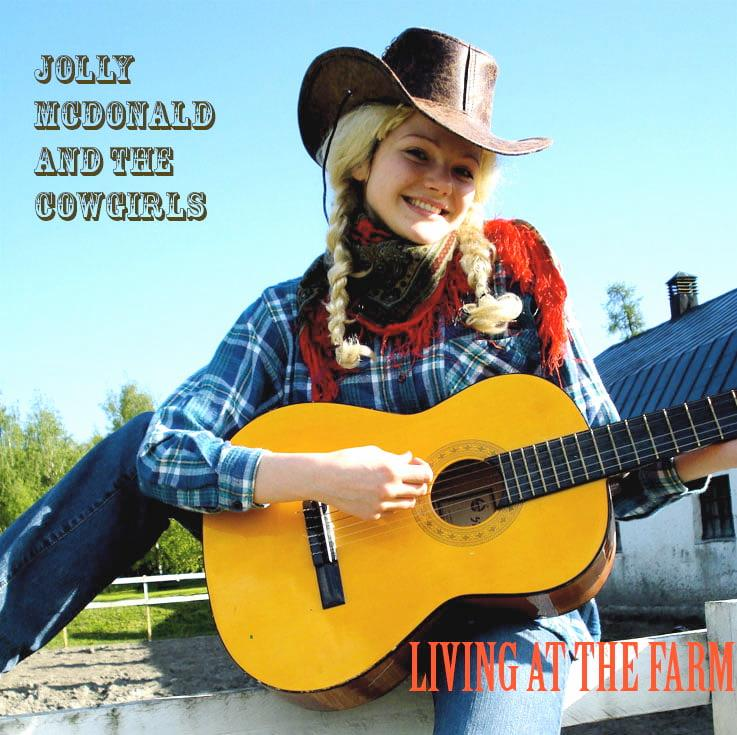 JOLLY
MCDONALD
AND THE
COWGIRLS
LIVING AT THE FARM